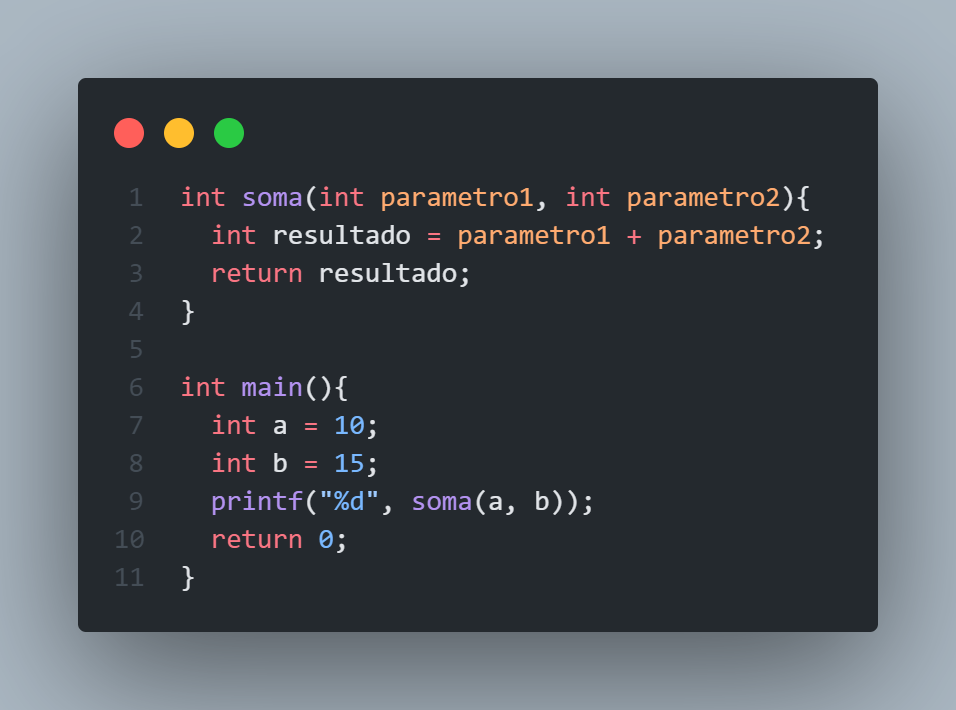 1 int soma(int parametro1, int parametro2){
2   int resultado = parametro1 + parametro2;
3   return resultado;
4 }
5
6 int main(){
7   int a = 10;
8   int b = 15;
9   printf("%d", soma(a, b));
10   return 0;
11 }